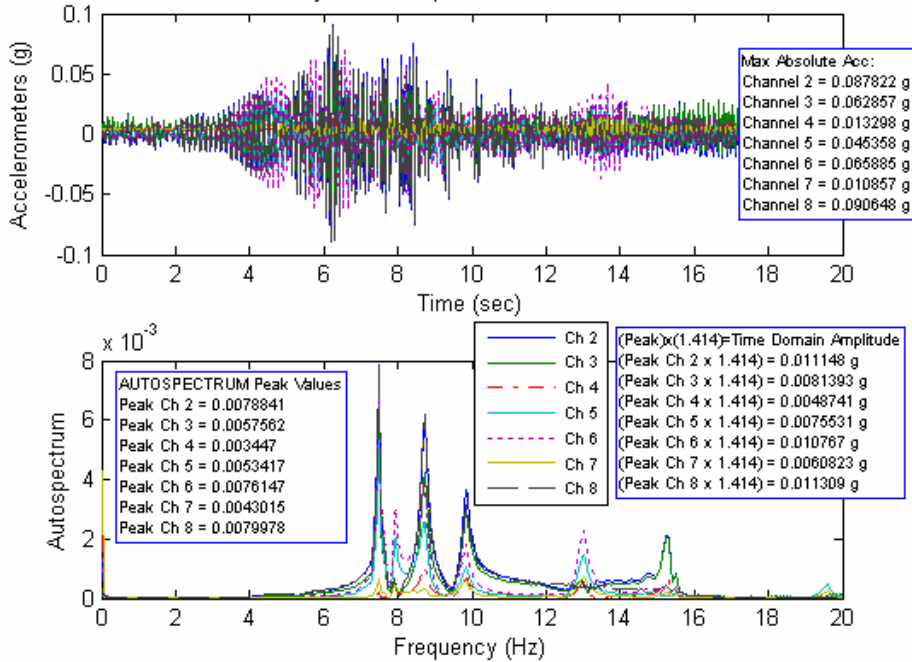 0.1
0.05
0
-0.05
-0.1
Accelerometers (g)
0 2 4 6 8 10 12 14 16 18 20
Time (sec)
Max Absolute Acc:
Channel 2 = 0.087822 g
Channel 3 = 0.062857 g
Channel 4 = 0.013298 g
Channel 5 = 0.045358 g
Channel 6 = 0.065885 g
Channel 7 = 0.010857 g
Channel 8 = 0.090648 g
x 10⁻³
8
6
4
2
0
Autospectrum
0 2 4 6 8 10 12 14 16 18 20
Frequency (Hz)
AUTOSPECTRUM Peak Values
Peak Ch 2 = 0.0078841
Peak Ch 3 = 0.0057562
Peak Ch 4 = 0.003447
Peak Ch 5 = 0.0053417
Peak Ch 6 = 0.0076147
Peak Ch 7 = 0.0043015
Peak Ch 8 = 0.0079978
Ch 2
Ch 3
Ch 4
Ch 5
Ch 6
Ch 7
Ch 8
(Peak)x(1.414)=Time Domain Amplitude
(Peak Ch 2 x 1.414) = 0.011148 g
(Peak Ch 3 x 1.414) = 0.0081393 g
(Peak Ch 4 x 1.414) = 0.0048741 g
(Peak Ch 5 x 1.414) = 0.0075531 g
(Peak Ch 6 x 1.414) = 0.010767 g
(Peak Ch 7 x 1.414) = 0.0060823 g
(Peak Ch 8 x 1.414) = 0.011309 g